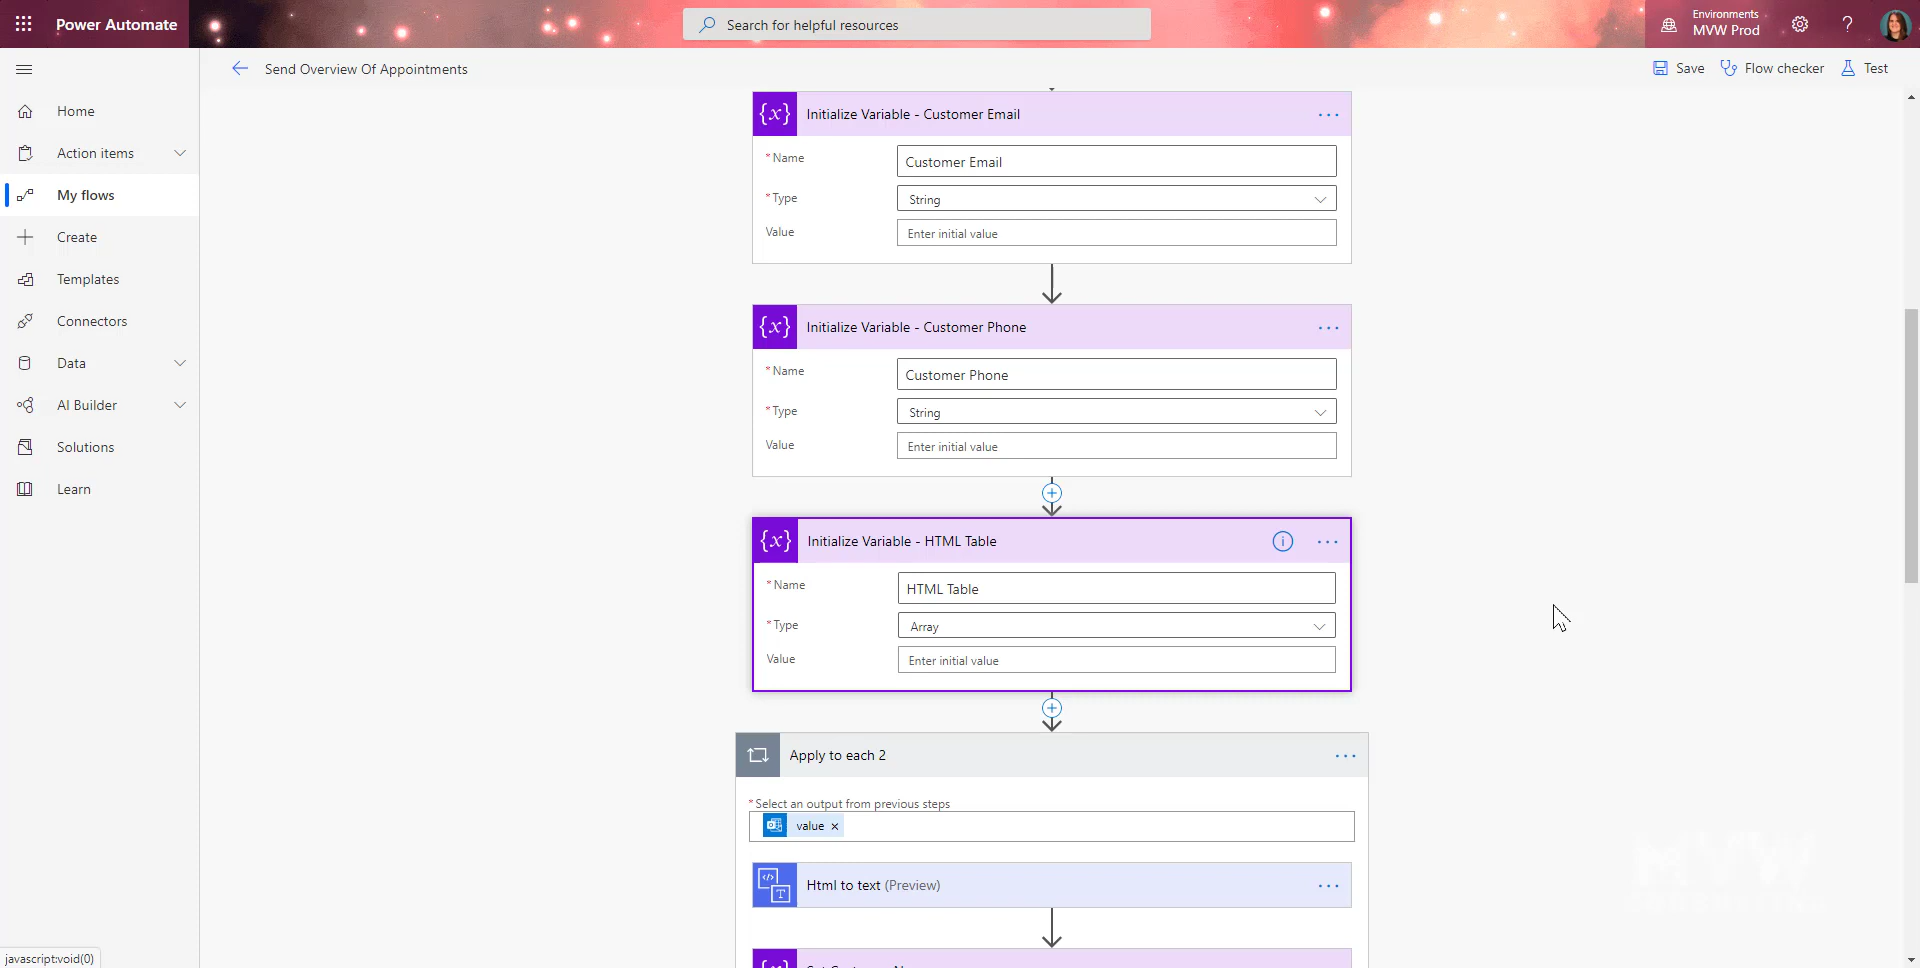 Power Automate
Search for helpful resources
Environments
MVW Prod
?
Send Overview Of Appointments
Save
Flow checker
Test
Home
Action items
My flows
Create
Templates
Connectors
Data
AI Builder
Solutions
Learn
{x} Initialize Variable - Customer Email ...
* Name
Customer Email
* Type
String
Value
Enter initial value
{x} Initialize Variable - Customer Phone ...
* Name
Customer Phone
* Type
String
Value
Enter initial value
{x} Initialize Variable - HTML Table i ...
* Name
HTML Table
* Type
Array
Value
Enter initial value
Apply to each 2 ...
* Select an output from previous steps
value ×
Html to text (Preview) ...
javascript:void(0)